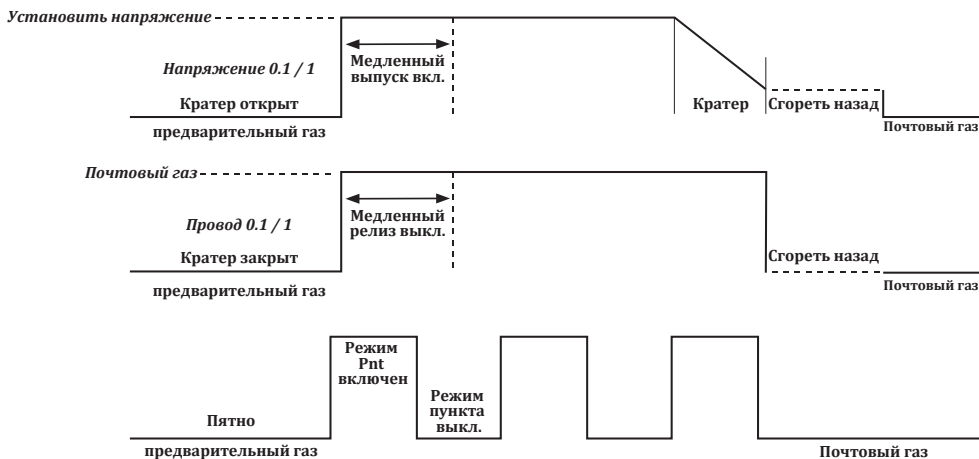 Установить напряжение
Напряжение 0.1 / 1
Медленный
выпуск вкл.
Кратер открыт
Кратер
Сгореть назад
предварительный газ
Почтовый газ
Почтовый газ
Провод 0.1 / 1
Медленный
релиз выкл.
Кратер закрыт
Сгореть назад
предварительный газ
Почтовый газ
Режим
Pnt
включен
Режим
пункта
выкл.
Пятно
предварительный газ
Почтовый газ